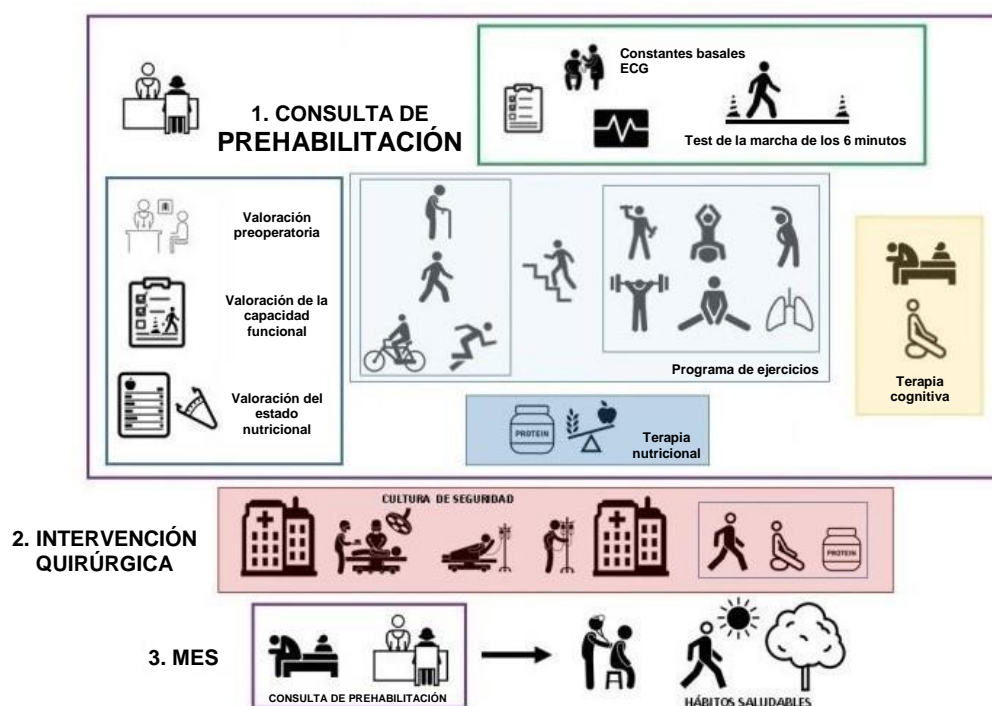 1. CONSULTA DE
PREHABILITACIÓN
Constantes basales
ECG
Test de la marcha de los 6 minutos
Valoración
preoperatoria
Valoración de la
capacidad
funcional
Valoración del
estado
nutricional
Programa de ejercicios
PROTEIN
Terapia
nutricional
Terapia
cognitiva
2. INTERVENCIÓN
QUIRÚRGICA
CULTURA DE SEGURIDAD
PROTEIN
3. MES
CONSULTA DE PREHABILITACIÓN
HÁBITOS SALUDABLES